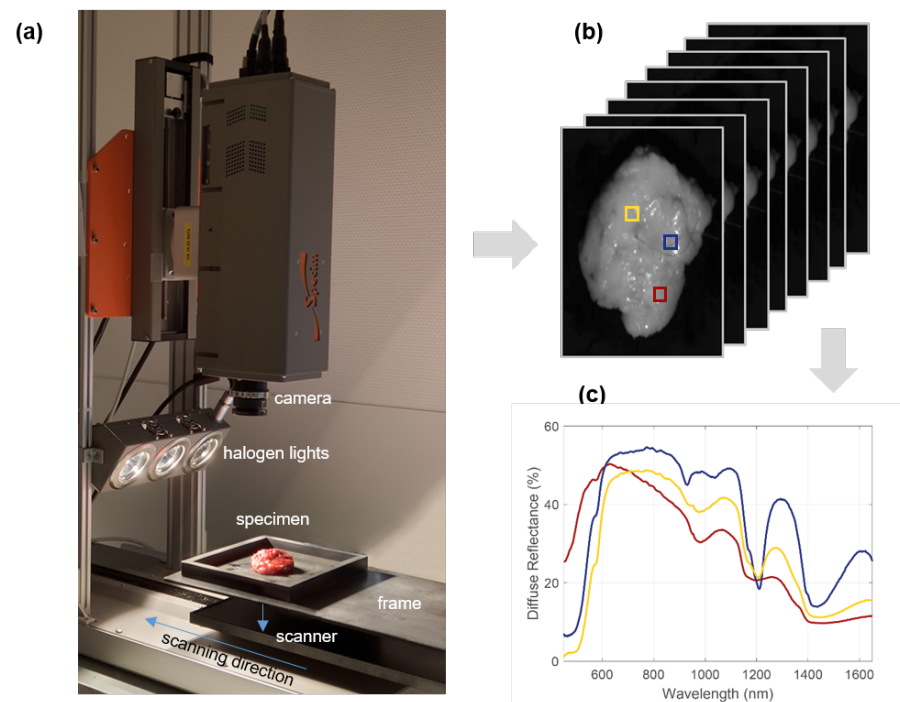 (a)
Specim
camera
halogen lights
specimen
frame
scanner
scanning direction
(b)
(c)
60
40
20
0
Diffuse Reflectance (%)
600 800 1000 1200 1400 1600
Wavelength (nm)